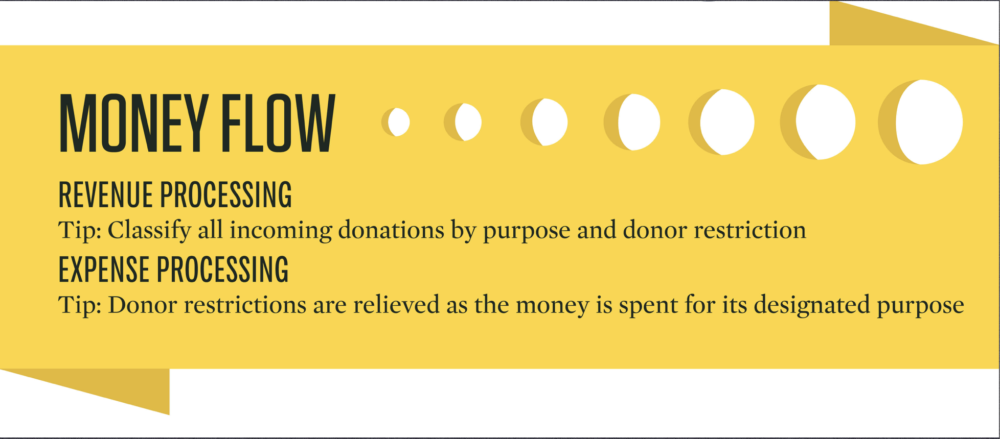 MONEY FLOW
REVENUE PROCESSING
Tip: Classify all incoming donations by purpose and donor restriction
EXPENSE PROCESSING
Tip: Donor restrictions are relieved as the money is spent for its designated purpose